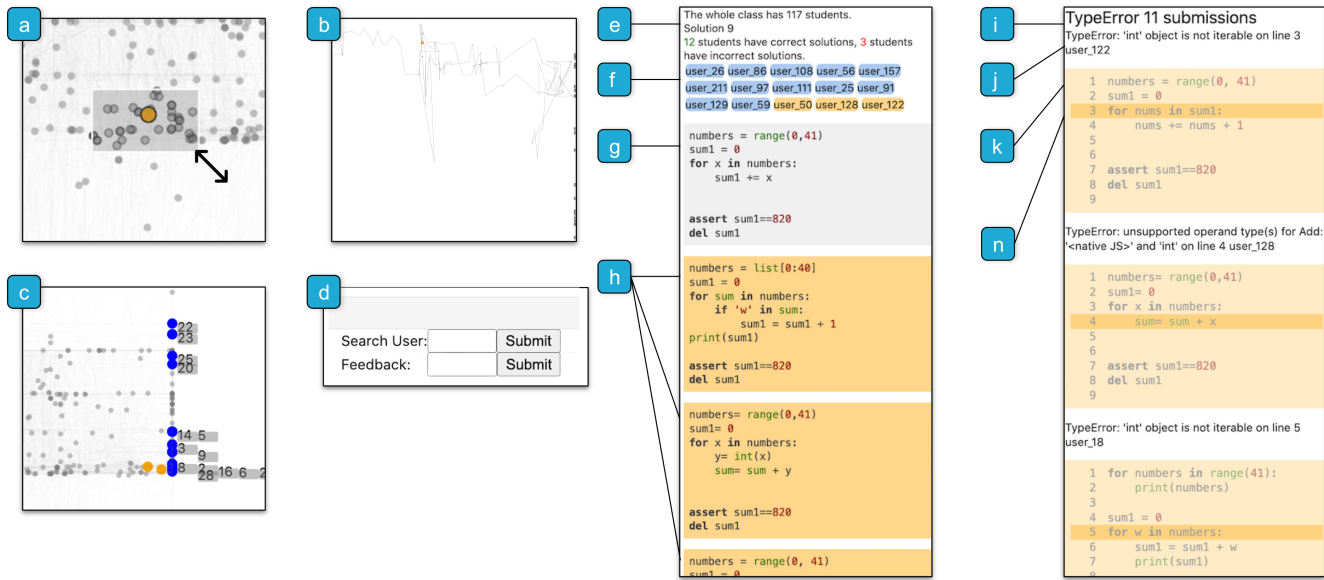 a
b
c
22
23
25
20
14 5
3
9
8 2 16 6 2
28
d
Search User: Submit
Feedback: Submit
e
f
g
h
The whole class has 117 students.
Solution 9
12 students have correct solutions, 3 students
have incorrect solutions.
user_26 user_86 user_108 user_56 user_157
user_211 user_97 user_111 user_25 user_91
user_129 user_59 user_50 user_128 user_122
numbers = range(0,41)
sum1 = 0
for x in numbers:
    sum1 += x
assert sum1==820
del sum1
numbers = list[0:40]
sum1 = 0
for sum in numbers:
    if 'w' in sum:
        sum1 = sum1 + 1
print(sum1)
assert sum1==820
del sum1
numbers= range(0,41)
sum1= 0
for x in numbers:
    y= int(x)
    sum= sum + y
assert sum1==820
del sum1
numbers = range(0, 41)
sum1 = 0
i
j
k
n
TypeError 11 submissions
TypeError: 'int' object is not iterable on line 3
user_122
1 numbers = range(0, 41)
2 sum1 = 0
3 for nums in sum1:
4     nums += nums + 1
5
6
7 assert sum1==820
8 del sum1
9
TypeError: unsupported operand type(s) for Add:
'<native JS>' and 'int' on line 4 user_128
1 numbers= range(0,41)
2 sum1= 0
3 for x in numbers:
4     sum= sum + x
5
6
7 assert sum1==820
8 del sum1
9
TypeError: 'int' object is not iterable on line 5
user_18
1 for numbers in range(41):
2     print(numbers)
3
4 sum1 = 0
5 for w in numbers:
6     sum1 = sum1 + w
7     print(sum1)